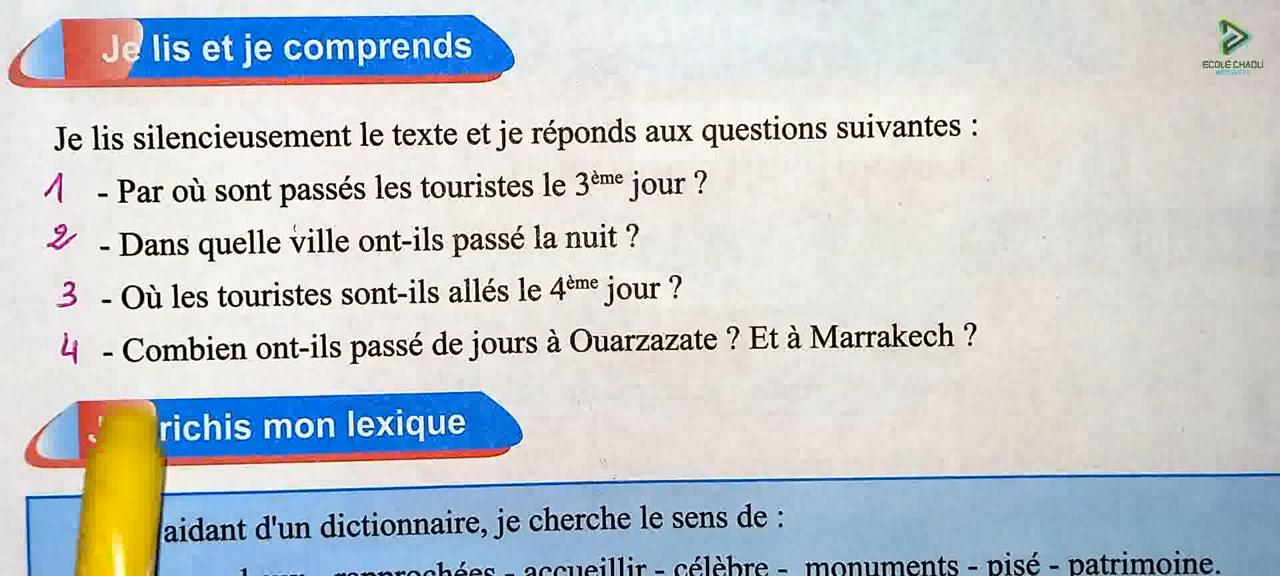 Je lis et je comprends
ECOLE CHADLI
Je lis silencieusement le texte et je réponds aux questions suivantes :
1 - Par où sont passés les touristes le 3ème jour ?
2 - Dans quelle ville ont-ils passé la nuit ?
3 - Où les touristes sont-ils allés le 4ème jour ?
4 - Combien ont-ils passé de jours à Ouarzazate ? Et à Marrakech ?
richis mon lexique
aidant d'un dictionnaire, je cherche le sens de :
rapprochées - accueillir - célèbre - monuments - pisé - patrimoine.